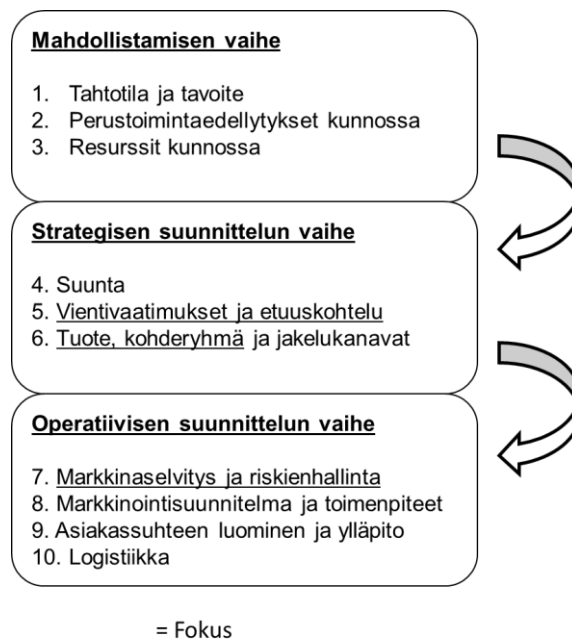 Mahdollistamisen vaihe
1. Tahtotila ja tavoite
2. Perustoimintaedellytykset kunnossa
3. Resurssit kunnossa
Strategisen suunnittelun vaihe
4. Suunta
5. Vientivaatimukset ja etuuskohtelu
6. Tuote, kohderyhmä ja jakelukanavat
Operatiivisen suunnittelun vaihe
7. Markkinaselvitys ja riskienhallinta
8. Markkinointisuunnitelma ja toimenpiteet
9. Asiakassuhteen luominen ja ylläpito
10. Logistiikka
= Fokus